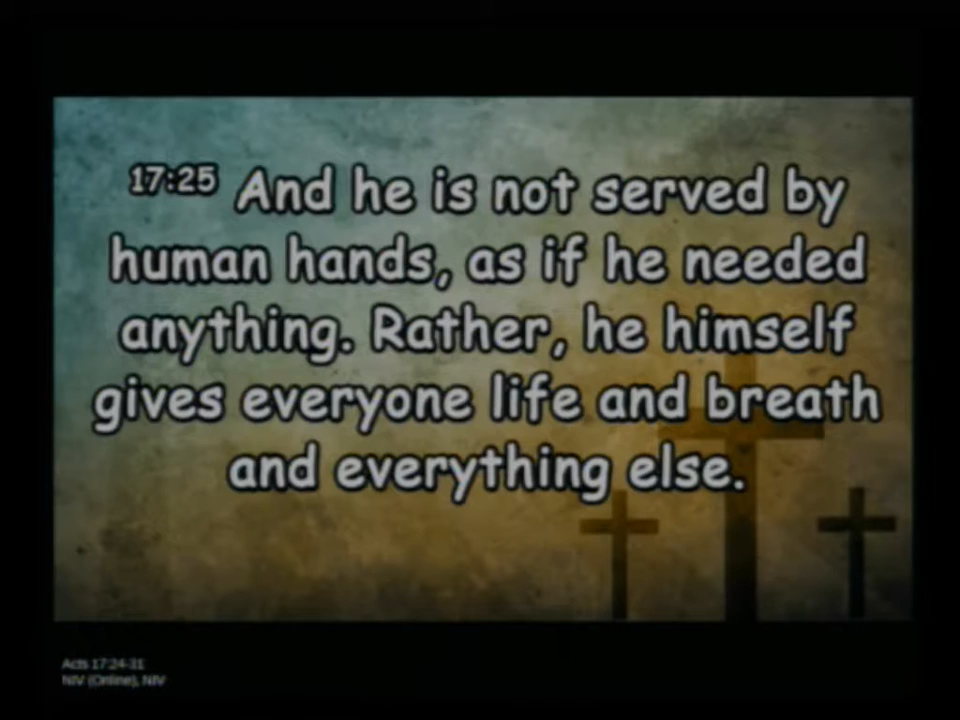 17:25 And he is not served by
human hands, as if he needed
anything. Rather, he himself
gives everyone life and breath
and everything else.
Acts 17:24-31
NIV (Online), NIV